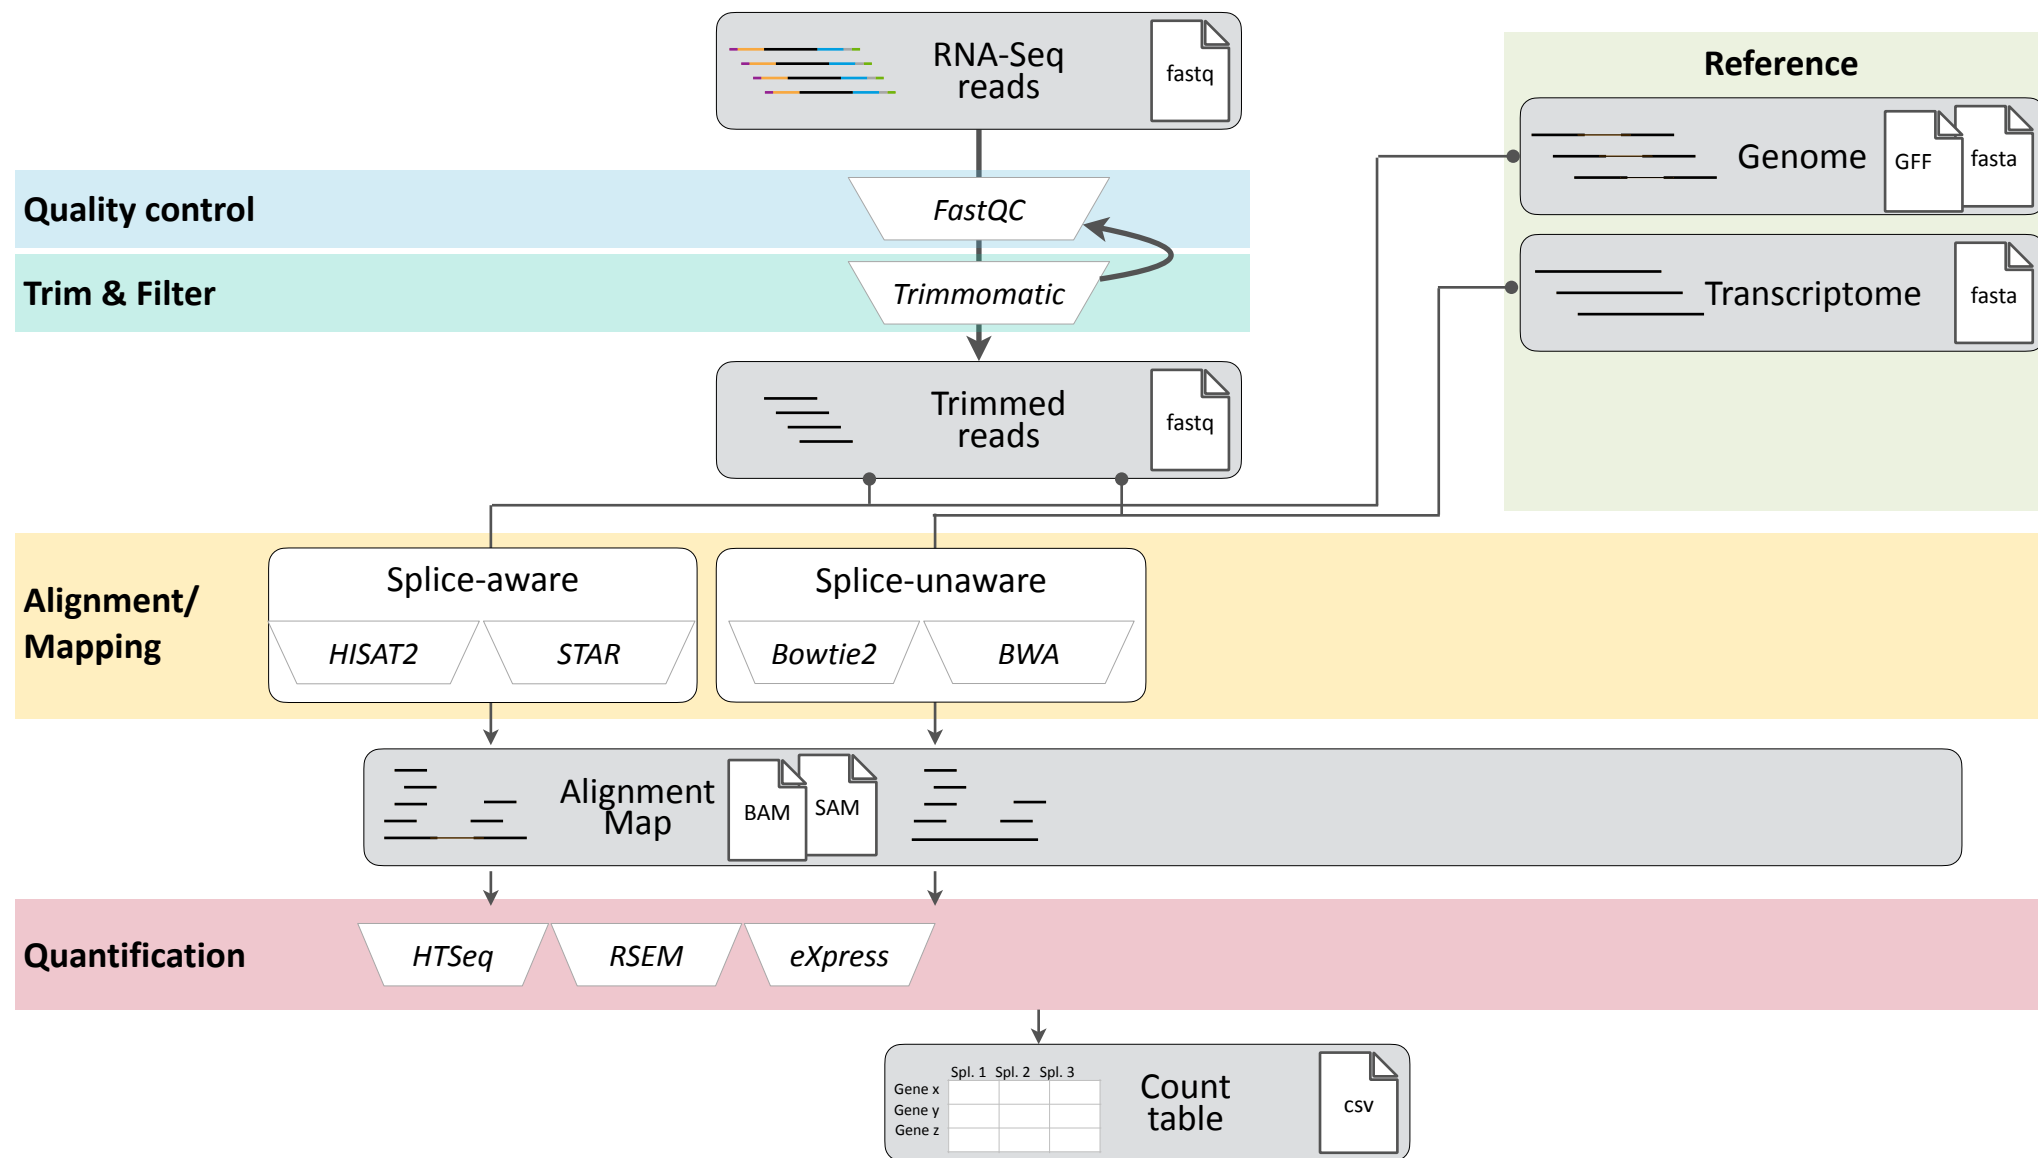 RNA-Seq
reads
fastq
Reference
Genome
GFF
fasta
Quality control
FastQC
Trim & Filter
Trimmomatic
Transcriptome
fasta
Trimmed
reads
fastq
Alignment/
Mapping
Splice-aware
HISAT2
STAR
Splice-unaware
Bowtie2
BWA
Alignment
Map
BAM
SAM
Quantification
HTSeq
RSEM
eXpress
Spl. 1 Spl. 2 Spl. 3
Gene x
Gene y
Gene z
Count
table
csv